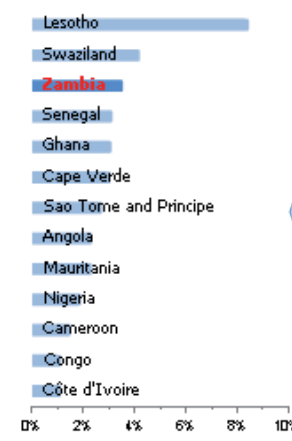 Lesotho
Swaziland
Zambia
Senegal
Ghana
Cape Verde
Sao Tome and Principe
Angola
Mauritania
Nigeria
Cameroon
Congo
Côte d'Ivoire
0% 2% 4% 6% 8% 10%